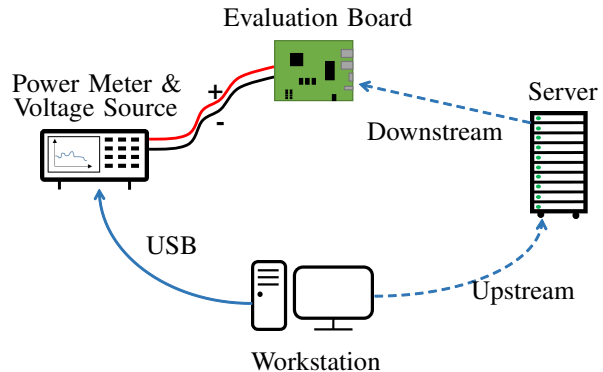 Evaluation Board
Power Meter &
Voltage Source
+
-
Server
Downstream
USB
Upstream
Workstation